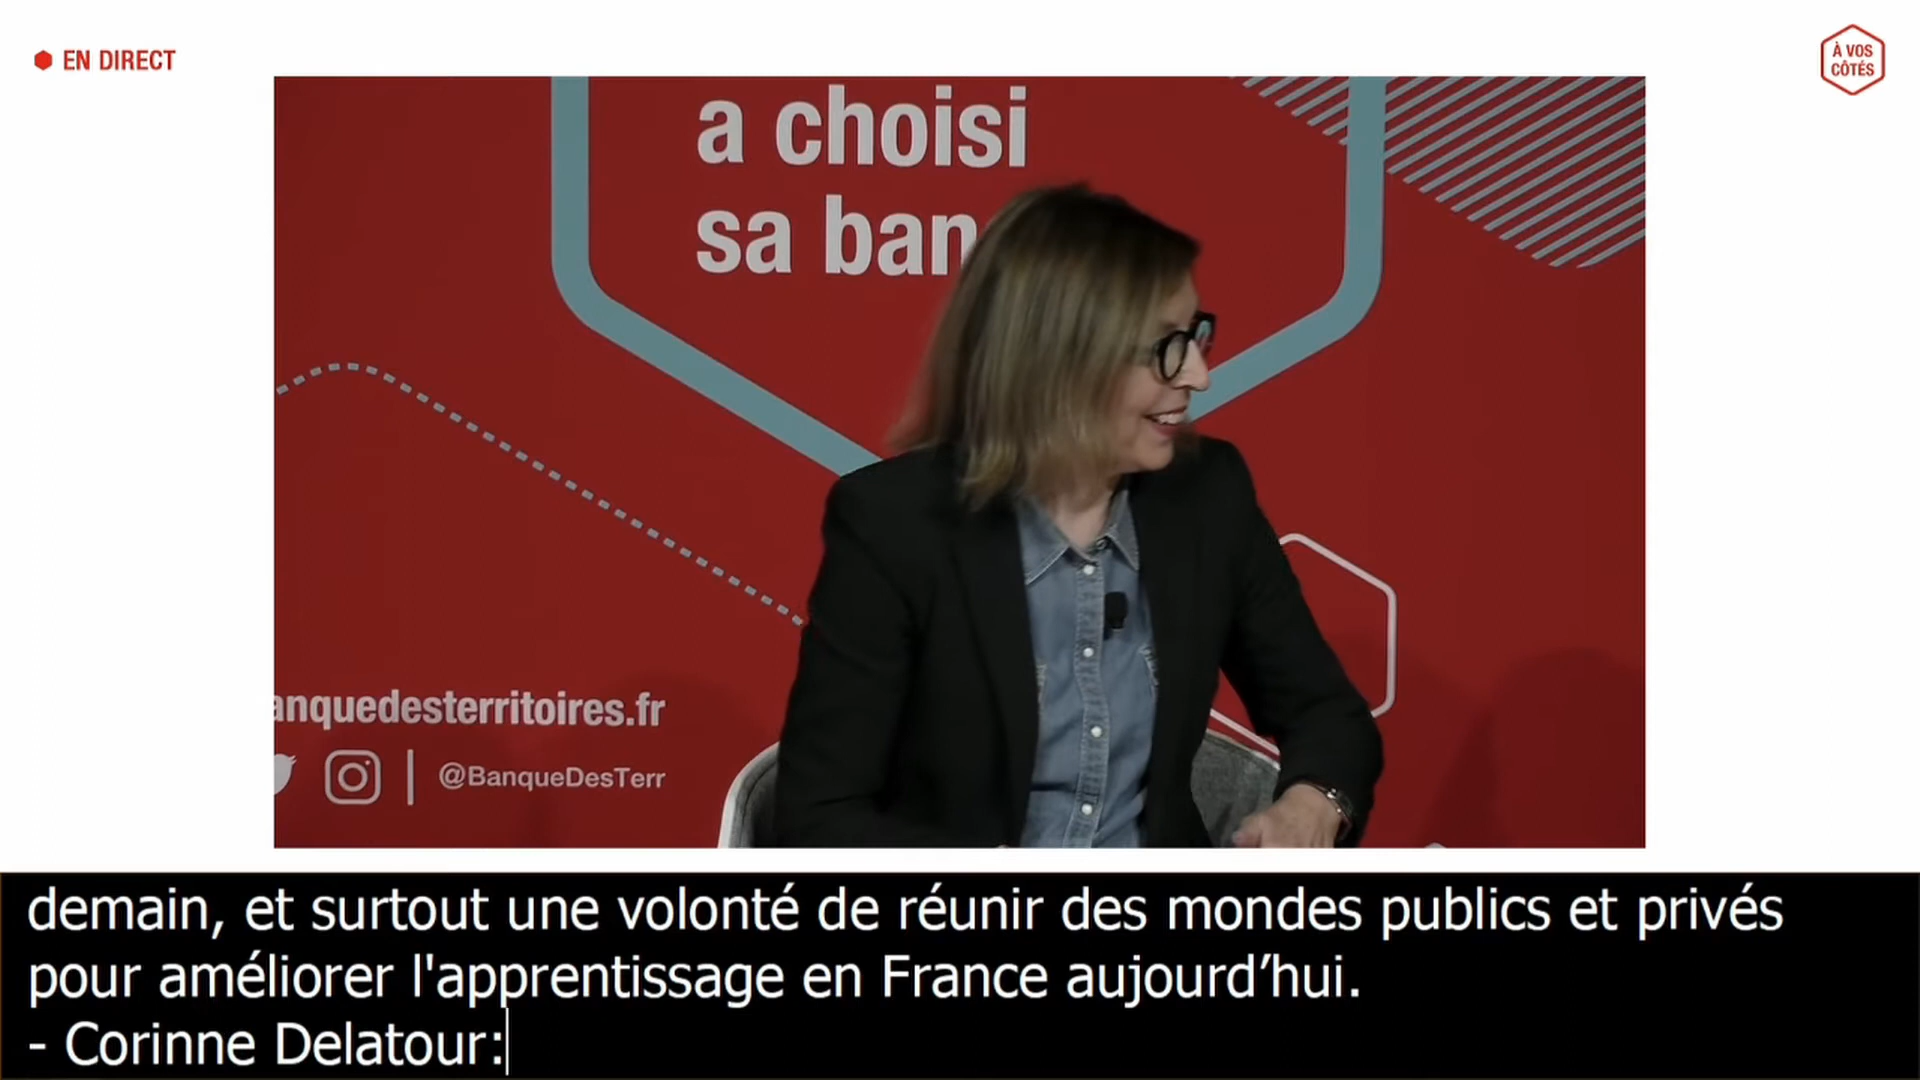 EN DIRECT
À VOS
CÔTÉS
a choisi
sa ban
anquedesterritoires.fr
@BanqueDesTerr
demain, et surtout une volonté de réunir des mondes publics et privés
pour améliorer l'apprentissage en France aujourd’hui.
- Corinne Delatour: